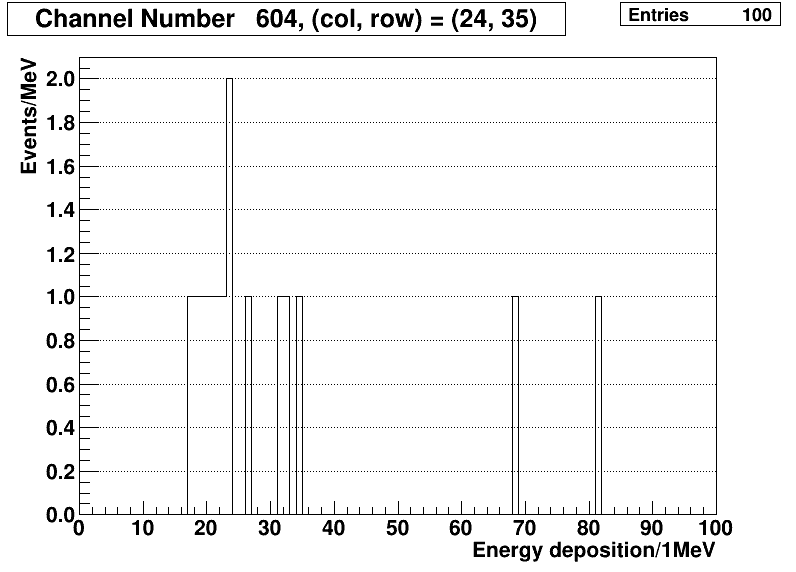 Channel Number 604, (col, row) = (24, 35)
Entries 100
Events/MeV
2.0
1.8
1.6
1.4
1.2
1.0
0.8
0.6
0.4
0.2
0.0
0 10 20 30 40 50 60 70 80 90 100
Energy deposition/1MeV